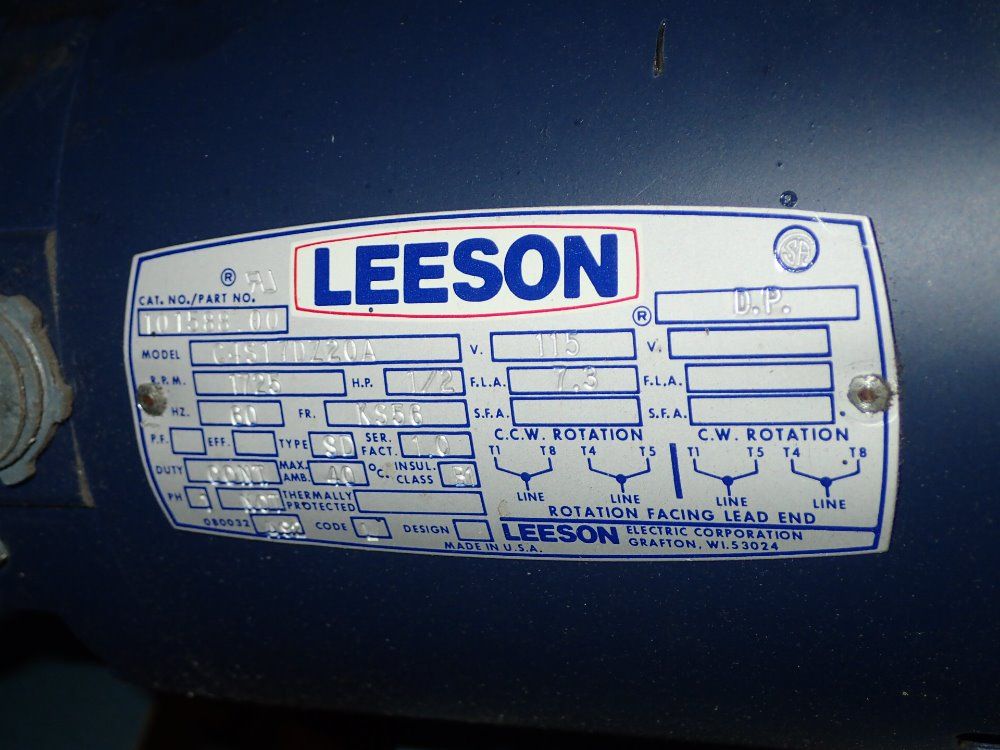 LEESON
®
CAT. NO./PART NO.
101588.00
® D.P.
MODEL C4S17DZ20A V. 115 V.
R.P.M. 1725 H.P. 1/2 F.L.A. 7.3 F.L.A.
HZ. 60 FR. KS56 S.F.A. S.F.A.
P.F. EFF. TYPE SD SER. FACT. 1.0
DUTY CONT MAX. AMB. 40 °C. INSUL. CLASS
PH 1 NOT THERMALLY PROTECTED
080032 CODE L DESIGN
MADE IN U.S.A.
C.C.W. ROTATION C.W. ROTATION
T1 T8 T4 T5 T1 T5 T4 T8
LINE LINE LINE LINE
ROTATION FACING LEAD END
LEESON ELECTRIC CORPORATION
GRAFTON, WI.53024